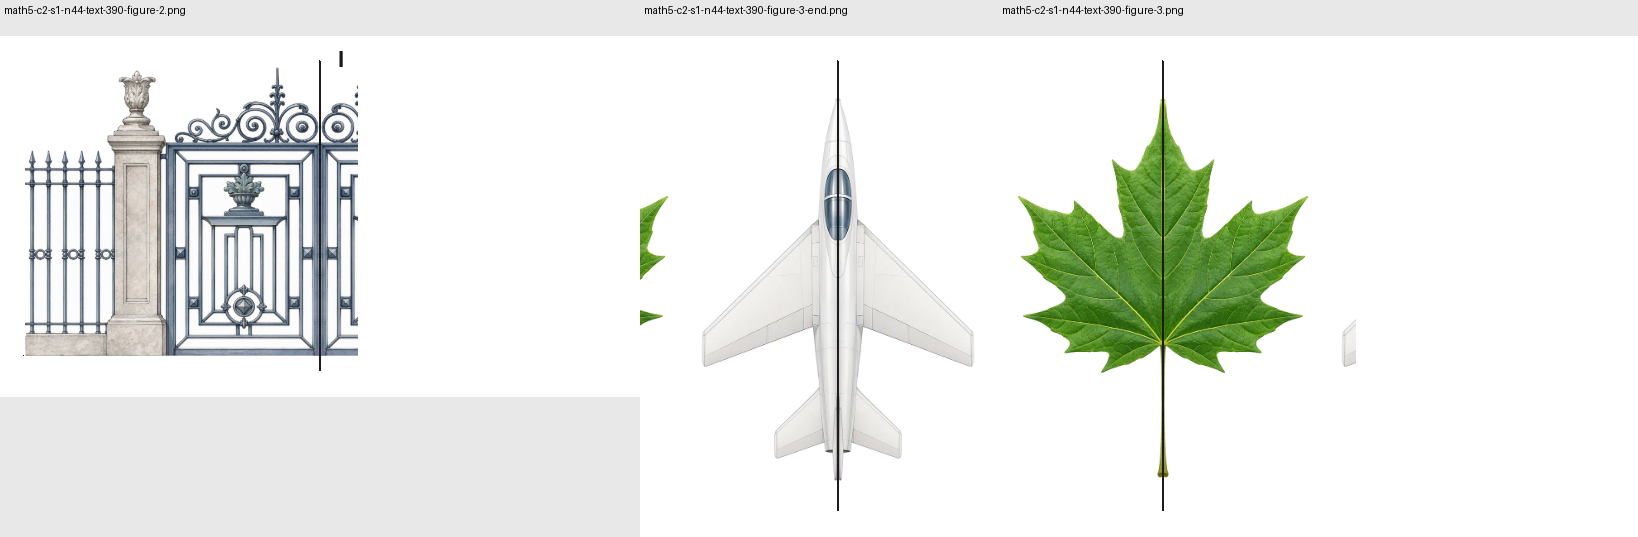 math5-c2-s1-n44-text-390-figure-2.png
math5-c2-s1-n44-text-390-figure-3-end.png
math5-c2-s1-n44-text-390-figure-3.png
l